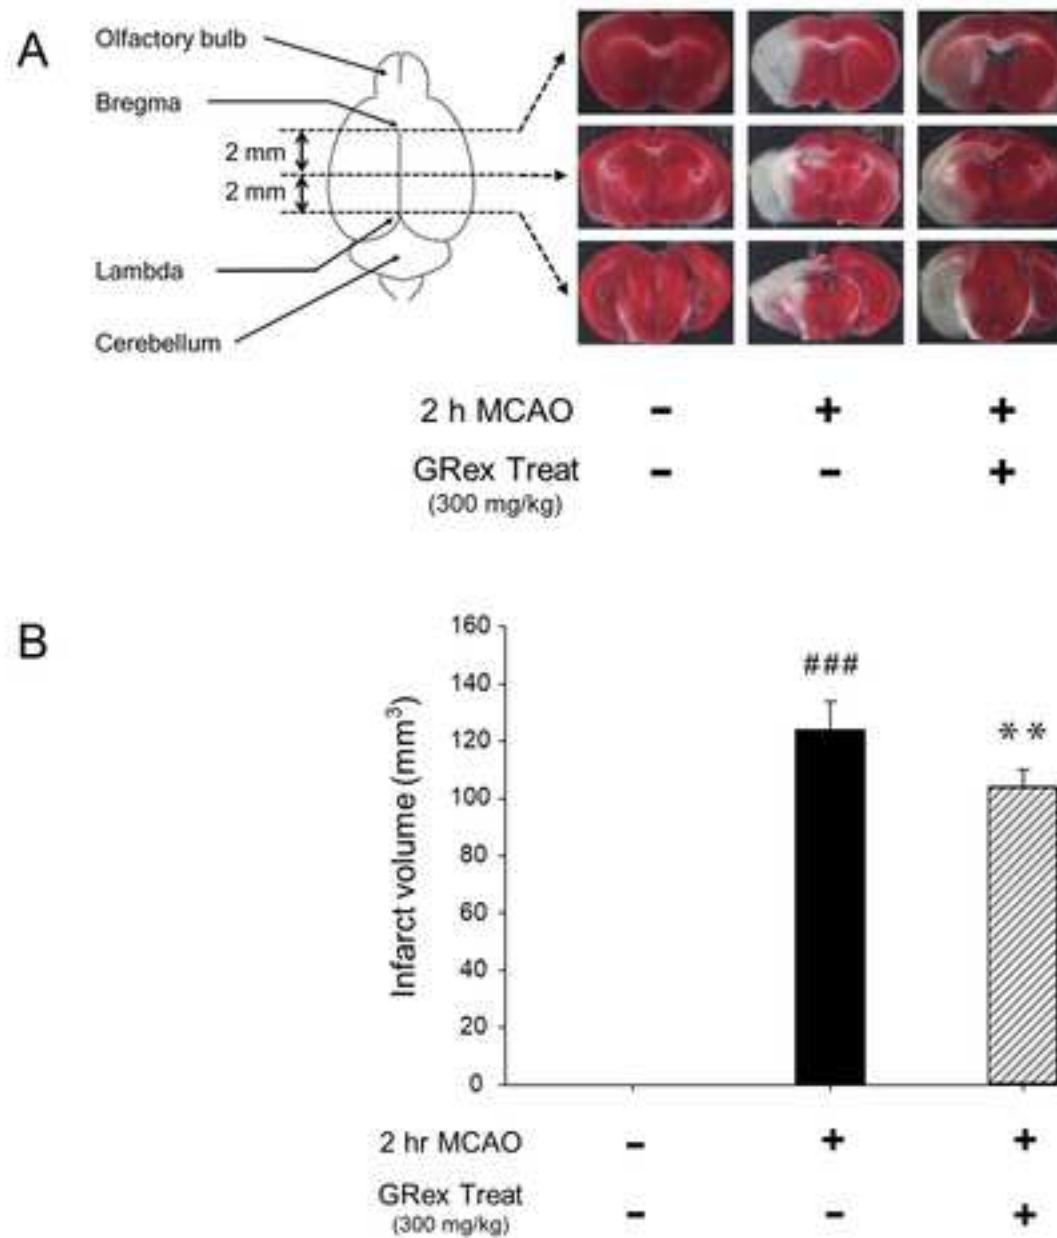 A
Olfactory bulb
Bregma
2 mm
2 mm
Lambda
Cerebellum
2 h MCAO - + +
GRex Treat - - +
(300 mg/kg)
B
Infarct volume (mm³)
160
140
120
100
80
60
40
20
0
###
**
2 hr MCAO - + +
GRex Treat - - +
(300 mg/kg)